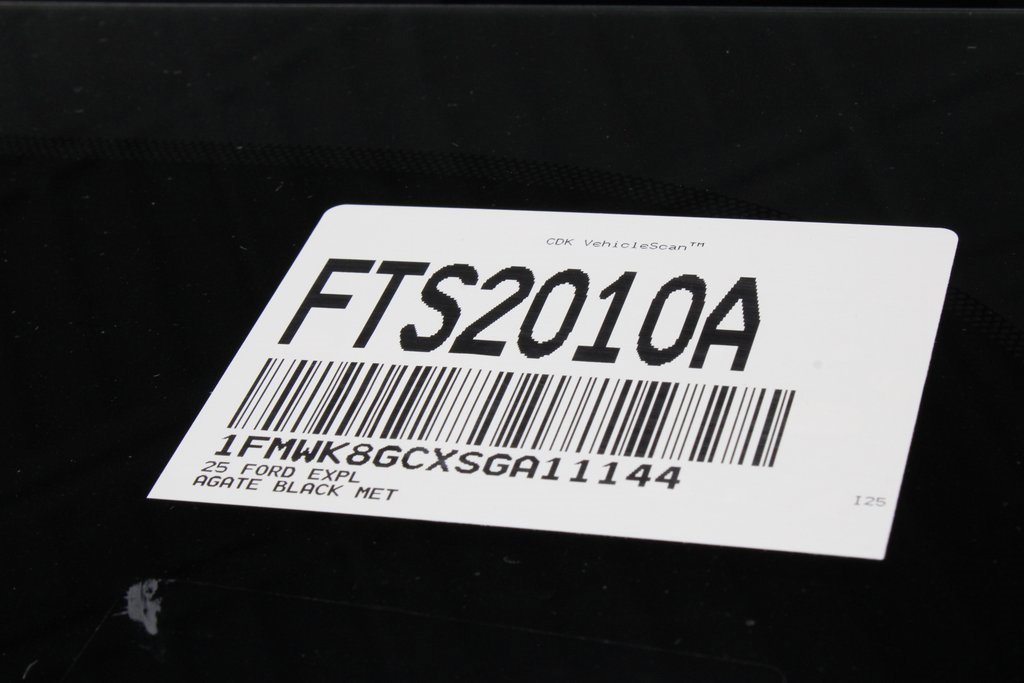 CDK VehicleScan™
FTS2010A
1FMWK8GCXSGA11144
25 FORD EXPL
AGATE BLACK MET
I25